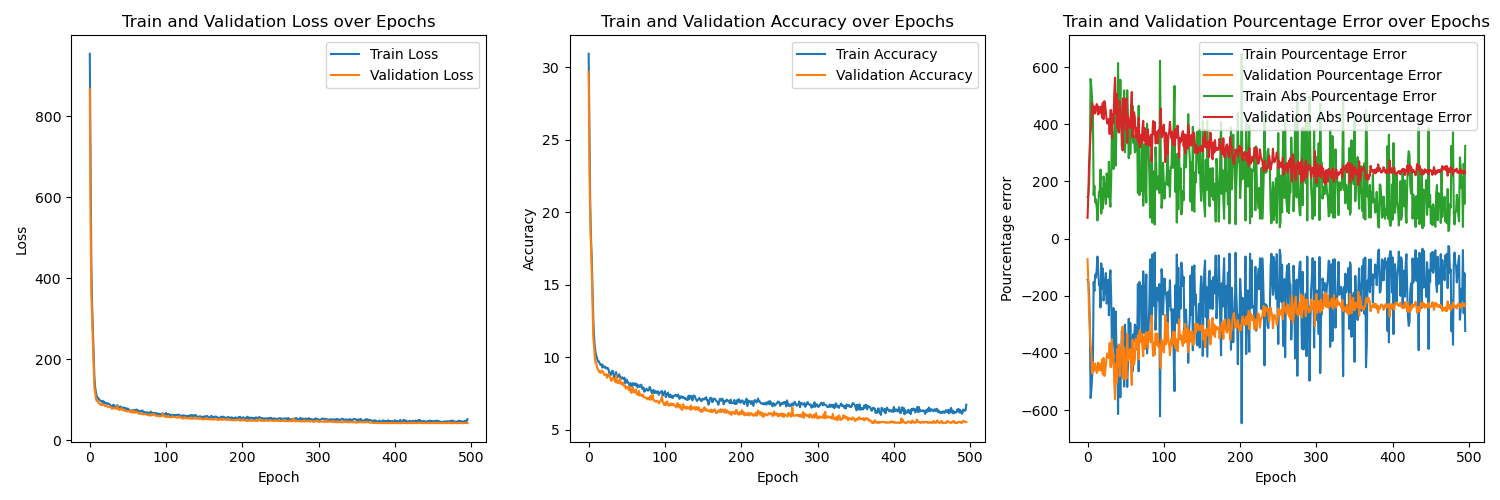 Train and Validation Loss over Epochs
Train Loss
Validation Loss
Loss
800
600
400
200
0
0 100 200 300 400 500
Epoch
Train and Validation Accuracy over Epochs
Train Accuracy
Validation Accuracy
Accuracy
30
25
20
15
10
5
0 100 200 300 400 500
Epoch
Train and Validation Pourcentage Error over Epochs
Train Pourcentage Error
Validation Pourcentage Error
Train Abs Pourcentage Error
Validation Abs Pourcentage Error
Pourcentage error
600
400
200
0
−200
−400
−600
0 100 200 300 400 500
Epoch